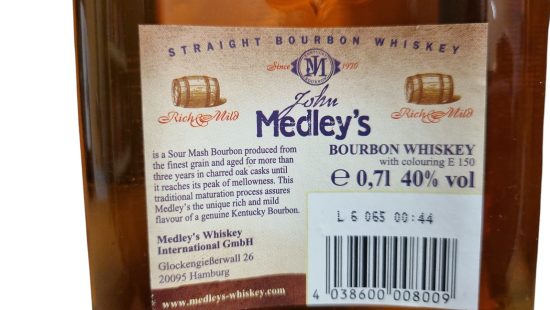 STRAIGHT BOURBON WHISKEY
Since 1970
JM
Rich & Mild
Rich & Mild
John
Medley's
BOURBON WHISKEY
with colouring E 150
℮ 0,7l 40% vol
is a Sour Mash Bourbon produced from
the finest grain and aged for more than
three years in charred oak casks until
it reaches its peak of mellowness. This
traditional maturation process assures
Medley's the unique rich and mild
flavour of a genuine Kentucky Bourbon.
Medley's Whiskey
International GmbH
Glockengießerwall 26
20095 Hamburg
www.medleys-whiskey.com
L 6 065 00:44
4 038600 008009